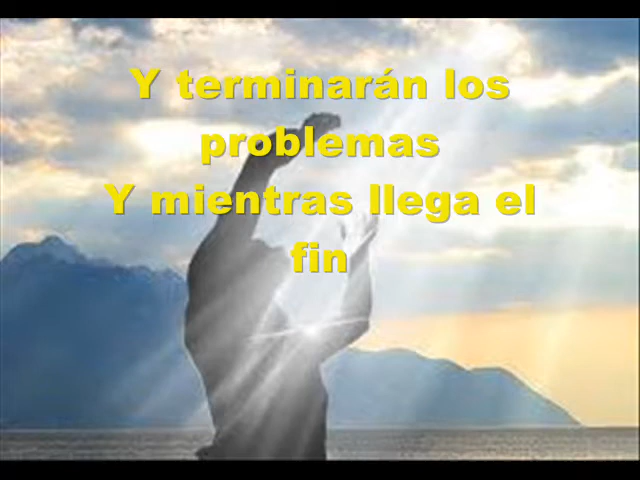 Y terminarán los
problemas
Y mientras llega el
fin